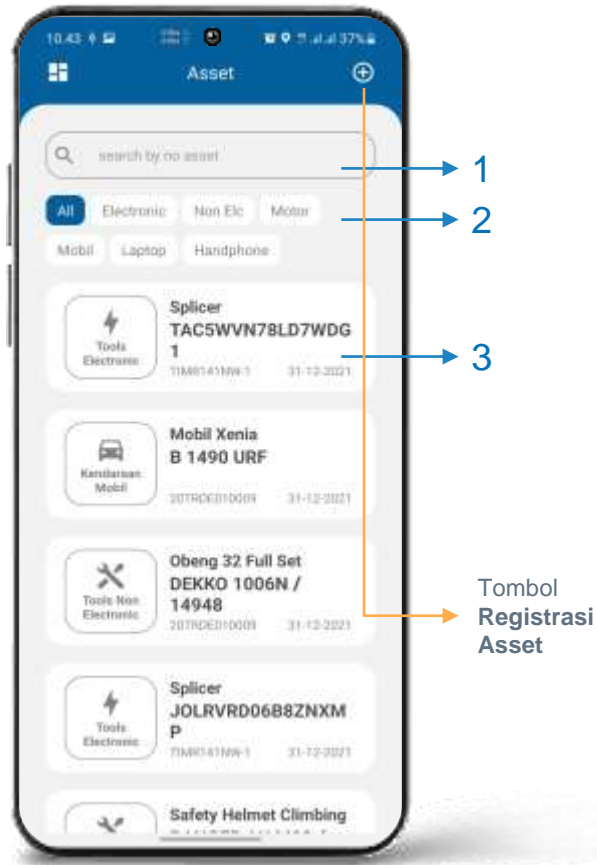 10.43
37%
Asset
search by no asset
1
All Electronic Non Elc Motor
2
Mobil Laptop Handphone
Splicer
TAC5WVN78LD7WDG
1
Tools
Electronic
31-12-2021
3
Mobil Xenia
B 1490 URF
Kendaraan
Mobil
31-12-2021
Obeng 32 Full Set
DEKKO 1006N /
14948
Tools Non
Electronic
31-12-2021
Tombol
Registrasi
Asset
Splicer
JOLRVRD06B8ZNXM
P
Tools
Electronic
31-12-2021
Safety Helmet Climbing